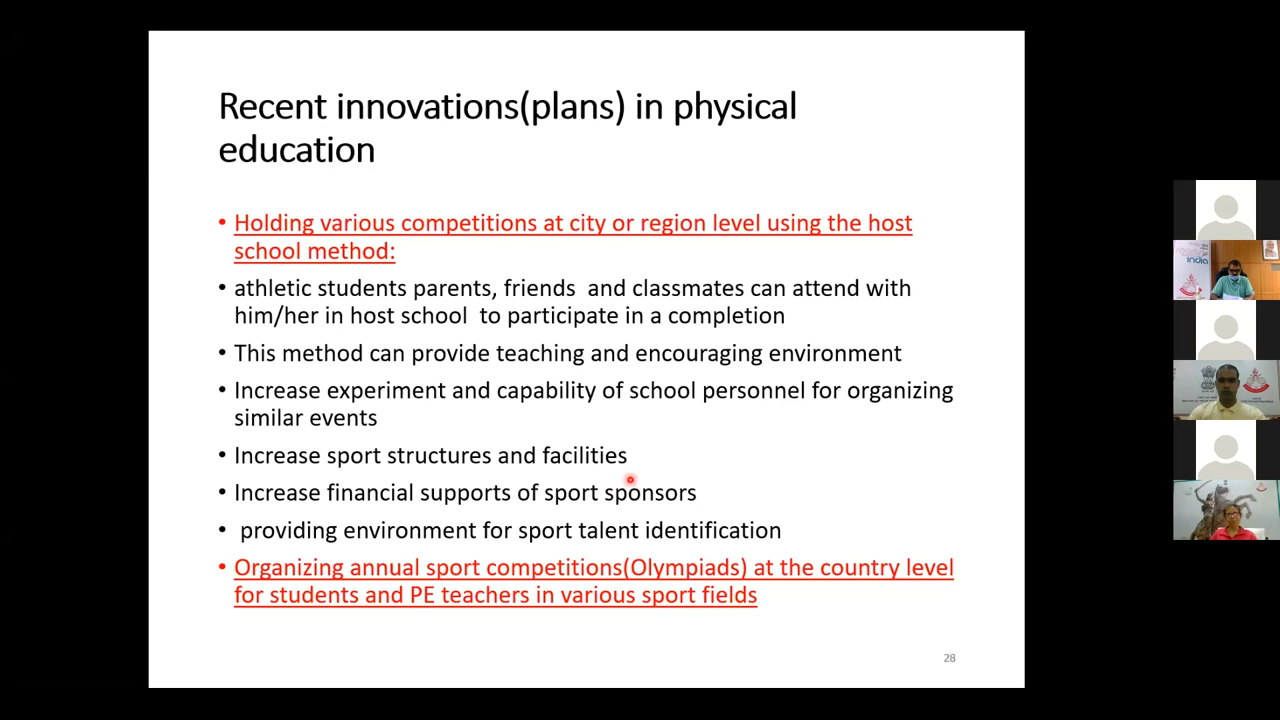 Recent innovations(plans) in physical
education
• Holding various competitions at city or region level using the host
school method:
• athletic students parents, friends and classmates can attend with
him/her in host school to participate in a completion
• This method can provide teaching and encouraging environment
• Increase experiment and capability of school personnel for organizing
similar events
• Increase sport structures and facilities
• Increase financial supports of sport sponsors
• providing environment for sport talent identification
• Organizing annual sport competitions(Olympiads) at the country level
for students and PE teachers in various sport fields
28
india